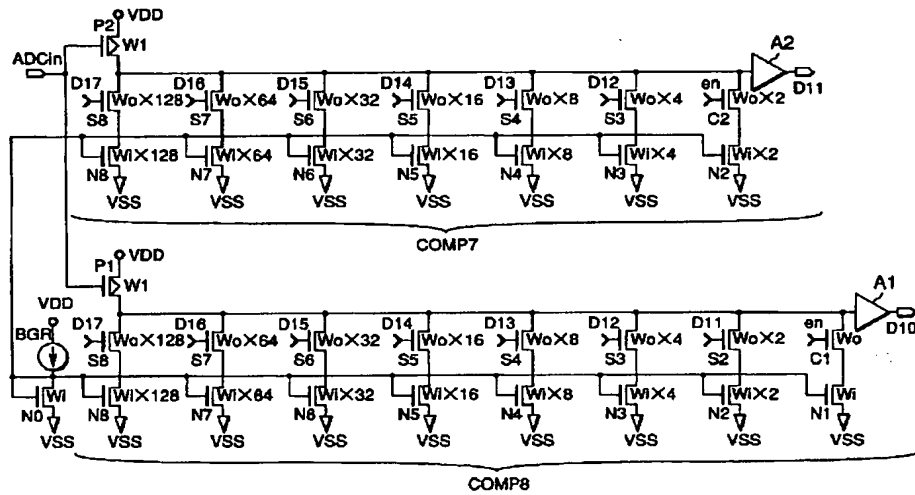 P2 VDD
W1
ADCin
A2
D11
D17 D16 D15 D14 D13 D12 en
Wo×128 Wo×64 Wo×32 Wo×16 Wo×8 Wo×4 Wo×2
S8 S7 S6 S5 S4 S3 C2
Wi×128 Wi×64 Wi×32 Wi×16 Wi×8 Wi×4 Wi×2
N8 N7 N6 N5 N4 N3 N2
VSS VSS VSS VSS VSS VSS VSS
COMP7
P1 VDD
W1
A1
D10
VDD
BGR
D17 D16 D15 D14 D13 D12 D11 en
Wo×128 Wo×64 Wo×32 Wo×16 Wo×8 Wo×4 Wo×2 Wo
S8 S7 S6 S5 S4 S3 S2 C1
Wi Wi×128 Wi×64 Wi×32 Wi×16 Wi×8 Wi×4 Wi×2 Wi
N0 N8 N7 N6 N5 N4 N3 N2 N1
VSS VSS VSS VSS VSS VSS VSS VSS VSS
COMP8